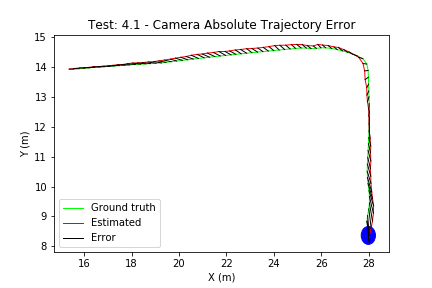 Test: 4.1 - Camera Absolute Trajectory Error
15
14
13
12
11
10
9
8
Y (m)
Ground truth
Estimated
Error
16 18 20 22 24 26 28
X (m)